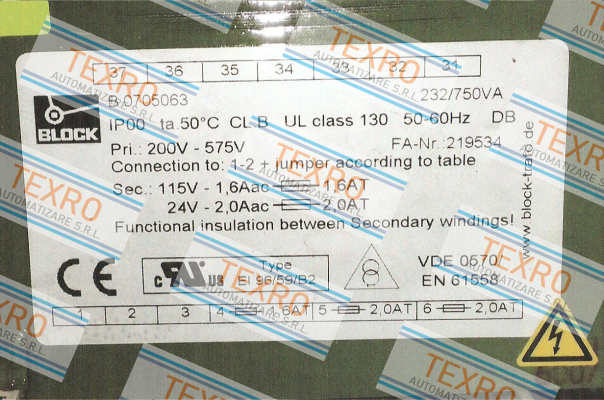 37 36 35 34 33 32 31
BLOCK
B 0705063 232/750VA
IP00 ta.50°C CL.B UL class 130 50-60Hz DB
Pri.: 200V - 575V FA-Nr.:219534
Connection to: 1-2 + jumper according to table
Sec.: 115V - 1,6Aac 1,6AT
24V - 2,0Aac 2,0AT
Functional insulation between Secondary windings!
www.block-trafo.de
CE
c UR us
Type
EI 96/59/B2
VDE 0570/
EN 61558
1 2 3 4 6AT 5 2,0AT 6 2,0AT
TEXRO
AUTOMATIZARE S.R.L